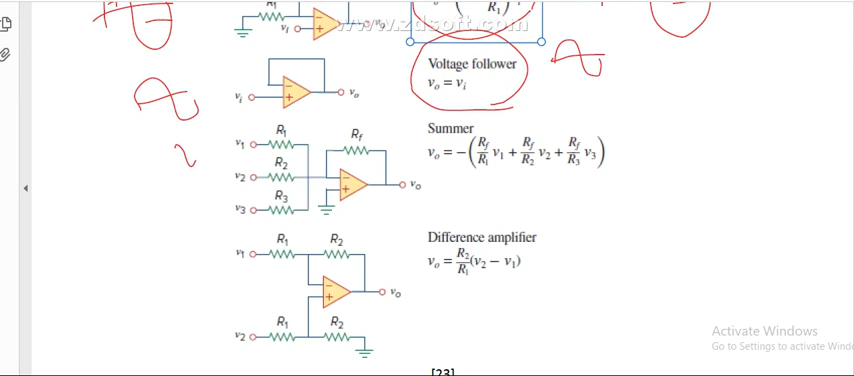 R1
vi
vo
R1
www.zdsoft.com
Voltage follower
vo = vi
vi
vo
Summer
vo = −(Rf/R1 v1 + Rf/R2 v2 + Rf/R3 v3)
v1
R1
Rf
v2
R2
vo
v3
R3
Difference amplifier
vo = R2/R1(v2 − v1)
v1
R1
R2
vo
v2
R1
R2
Activate Windows
Go to Settings to activate Wind
[23]